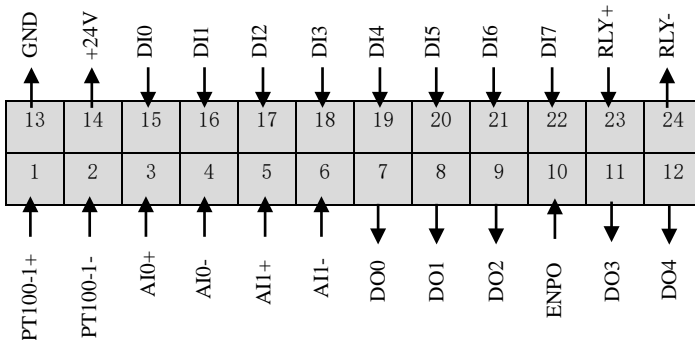 GND +24V DI0 DI1 DI2 DI3 DI4 DI5 DI6 DI7 RLY+ RLY-
13 14 15 16 17 18 19 20 21 22 23 24
1 2 3 4 5 6 7 8 9 10 11 12
PT100-1+ PT100-1- AI0+ AI0- AI1+ AI1- DO0 DO1 DO2 ENPO DO3 DO4